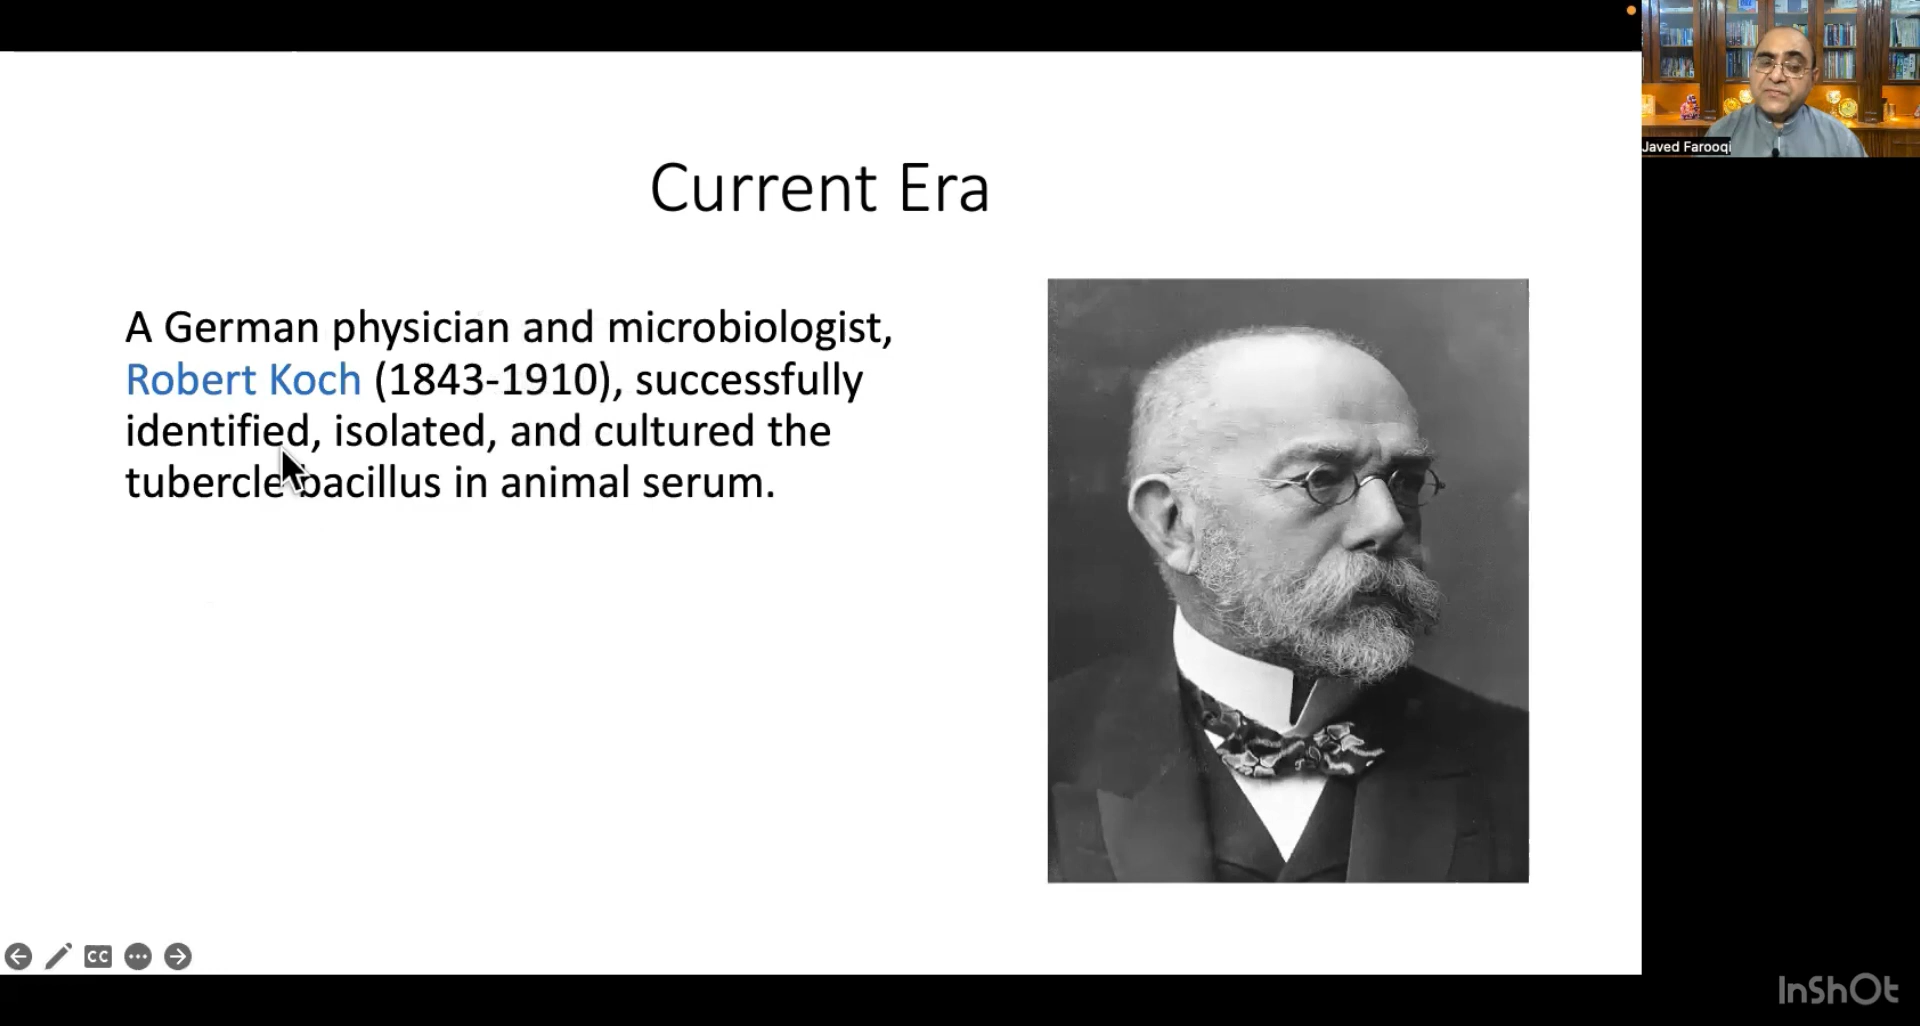 Current Era
A German physician and microbiologist,
Robert Koch (1843-1910), successfully
identified, isolated, and cultured the
tubercle bacillus in animal serum.
Javed Farooqi
CC
InShOt